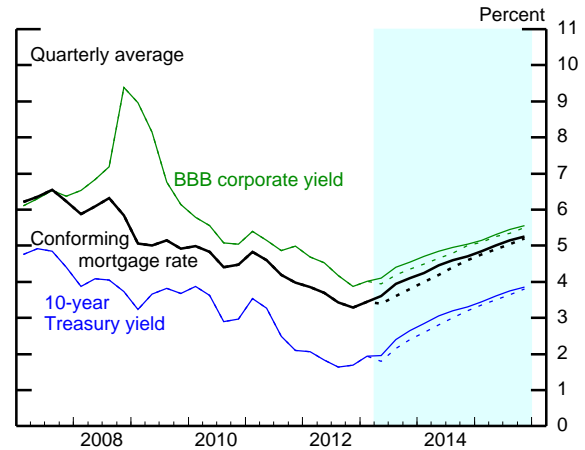 Percent
Quarterly average
BBB corporate yield
Conforming
mortgage rate
10-year
Treasury yield
11
10
9
8
7
6
5
4
3
2
1
0
2008 2010 2012 2014